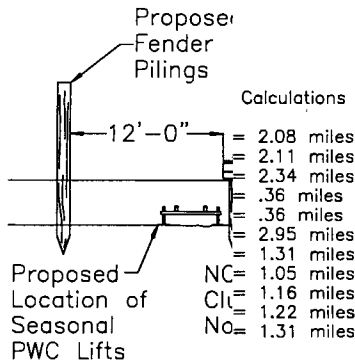 Proposed
Fender
Pilings
Calculations
12'-0"
= 2.08 miles
= 2.11 miles
= 2.34 miles
= .36 miles
= .36 miles
= 2.95 miles
= 1.31 miles
= 1.05 miles
= 1.16 miles
= 1.22 miles
= 1.31 miles
Proposed
Location of
Seasonal
PWC Lifts